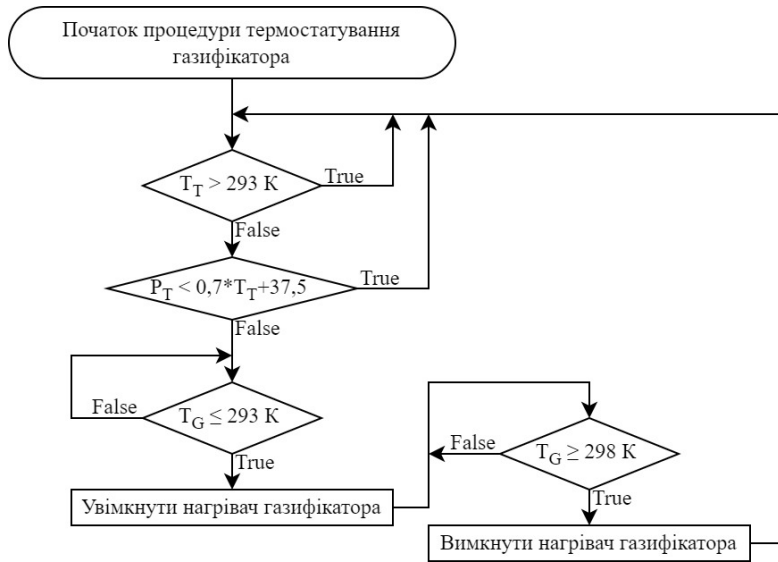 Початок процедури термостатування
газифікатора
T_T > 293 К
True
False
P_T < 0,7*T_T+37,5
True
False
T_G ≤ 293 К
False
True
Увімкнути нагрівач газифікатора
T_G ≥ 298 К
False
True
Вимкнути нагрівач газифікатора